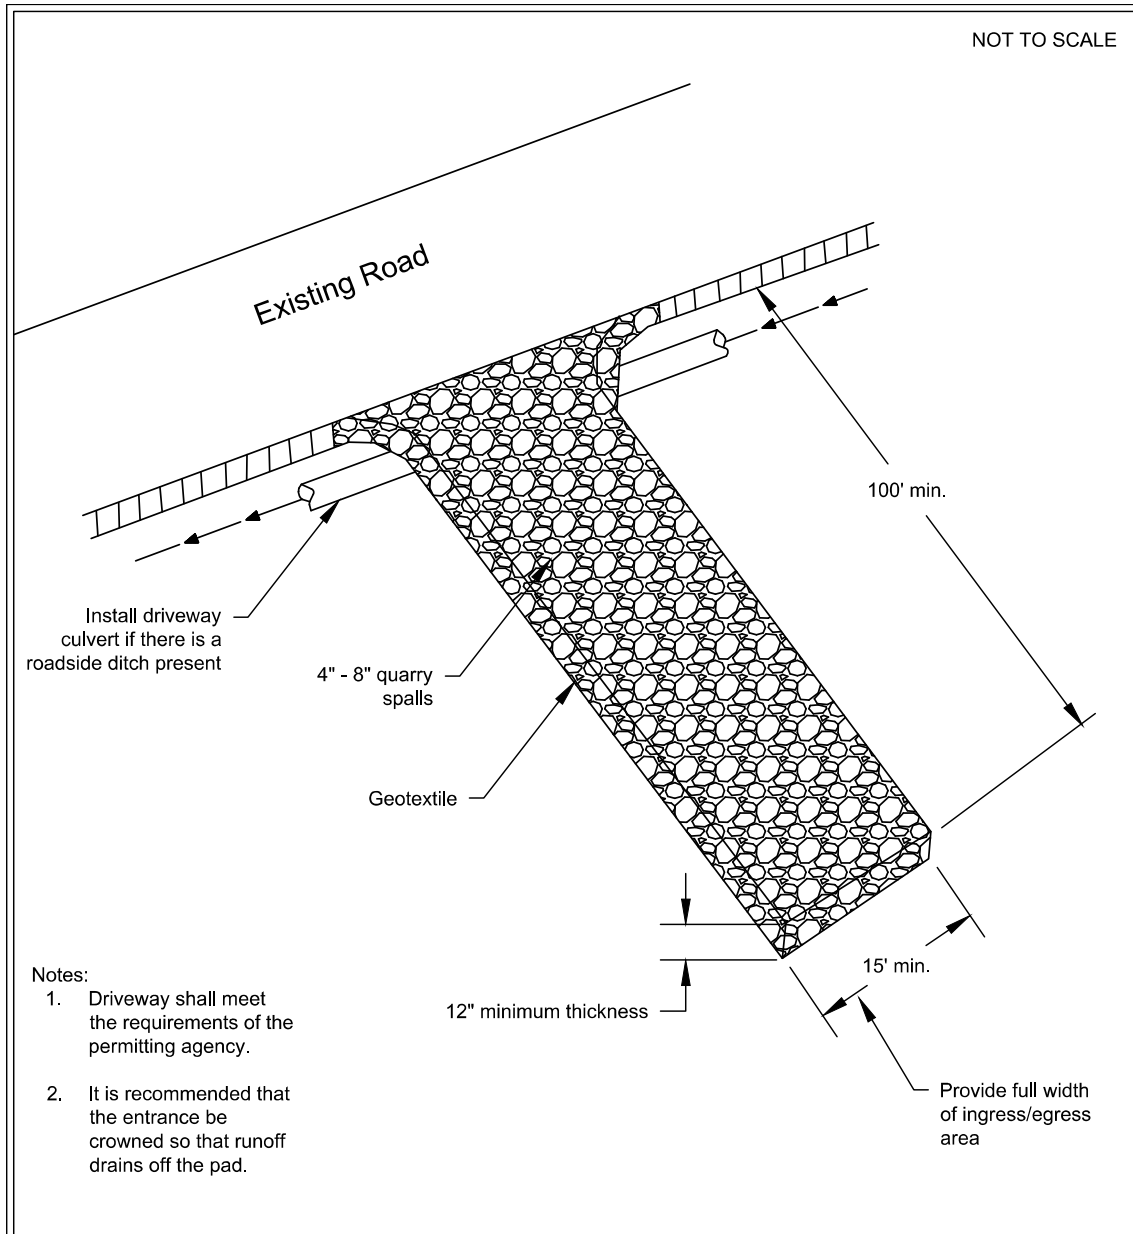 NOT TO SCALE
Existing Road
100' min.
Install driveway
culvert if there is a
roadside ditch present
4" - 8" quarry
spalls
Geotextile
15' min.
12" minimum thickness
Provide full width
of ingress/egress
area
Notes:
1. Driveway shall meet
the requirements of the
permitting agency.
2. It is recommended that
the entrance be
crowned so that runoff
drains off the pad.